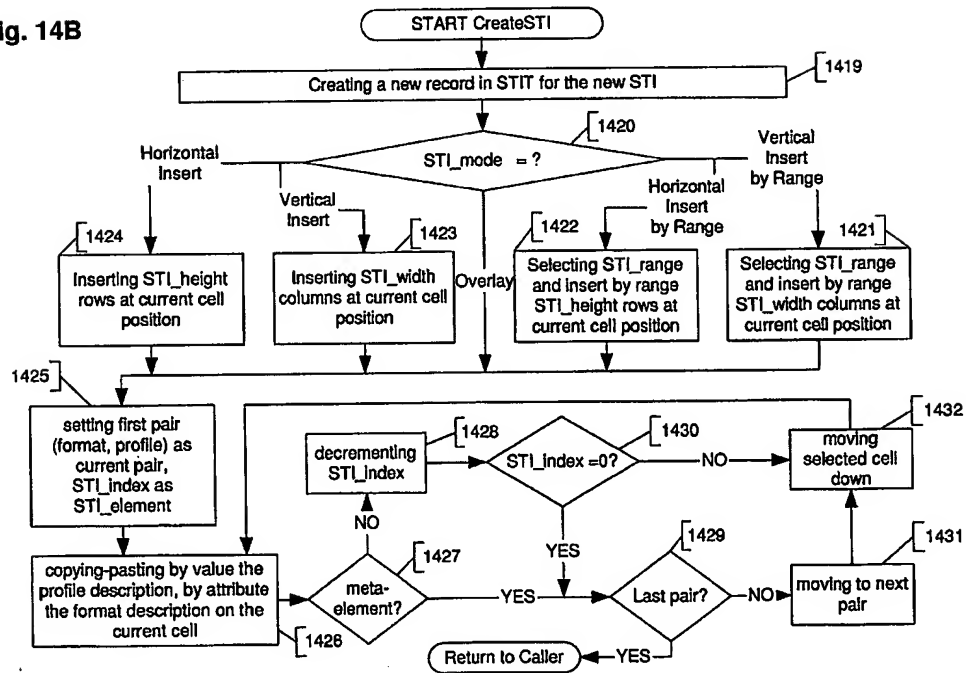 ig. 14B
START CreateSTI
1419
Creating a new record in STIT for the new STI
1420
STI_mode = ?
Horizontal
Insert
Vertical
Insert
Overlay
Horizontal
Insert
by Range
Vertical
Insert
by Range
1424
Inserting STI_height
rows at current cell
position
1423
Inserting STI_width
columns at current cell
position
1422
Selecting STI_range
and insert by range
STI_height rows at
current cell position
1421
Selecting STI_range
and insert by range
STI_width columns at
current cell position
1425
setting first pair
(format, profile) as
current pair,
STI_index as
STI_element
1428
decrementing
STI_index
1430
STI_index =0?
NO
1432
moving
selected cell
down
NO
YES
copying-pasting by value the
profile description, by attribute
the format description on the
current cell
1426
1427
meta-
element?
YES
1429
Last pair?
NO
1431
moving to next
pair
YES
Return to Caller